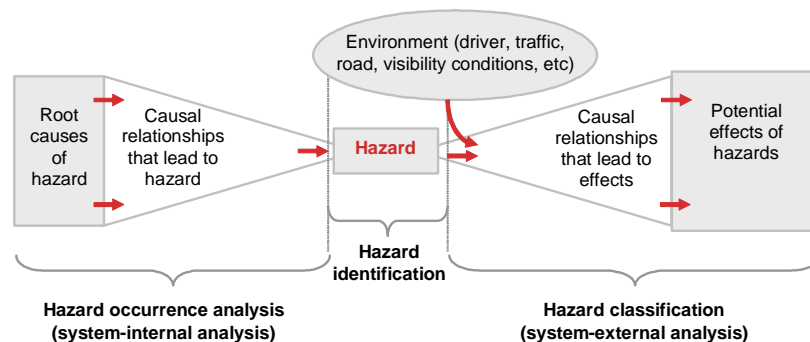 Environment (driver, traffic,
road, visibility conditions, etc)
Root
causes
of
hazard
Causal
relationships
that lead to
hazard
Hazard
Causal
relationships
that lead to
effects
Potential
effects of
hazards
Hazard
identification
Hazard occurrence analysis
(system-internal analysis)
Hazard classification
(system-external analysis)